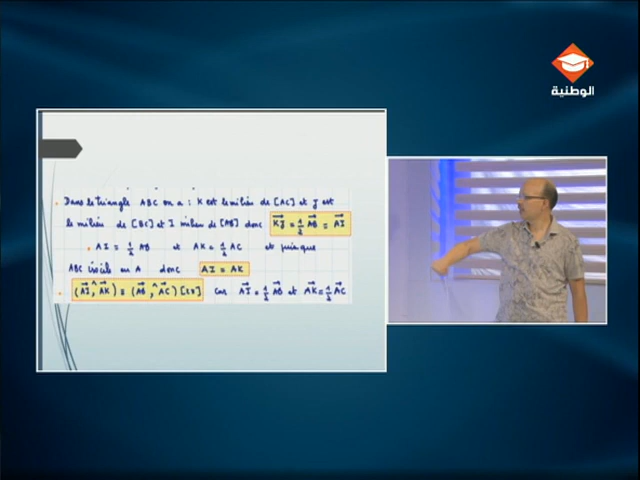 الوطنية
Dans le triangle ABC on a : K est le milieu de [AC] et J est
le milieu de [BC] et I milieu de [AB] donc KJ⃗ = 1/2 AB⃗ = AI⃗
AI = 1/2 AB et AK = 1/2 AC et puisque
ABC isocèle en A donc AI = AK
(AI⃗, AK⃗) ≡ (AB⃗, AC⃗) [2π] car AI⃗ = 1/2 AB⃗ et AK⃗ = 1/2 AC⃗